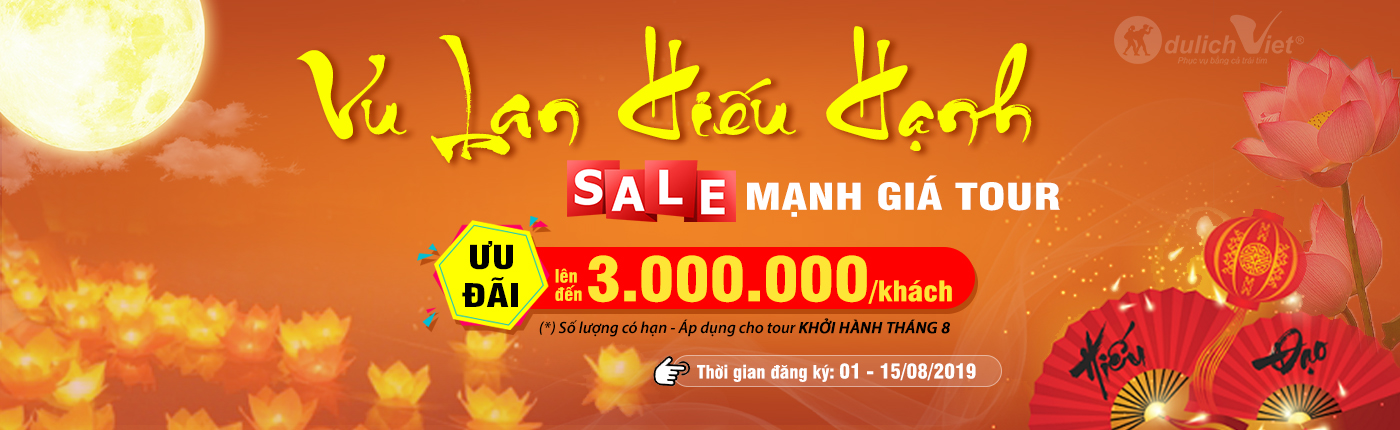 dulichViet®
Phục vụ bằng cả trái tim
Vu Lan Hiếu Hạnh
SALE MẠNH GIÁ TOUR
ƯU ĐÃI
lên đến 3.000.000/khách
(*) Số lượng có hạn - Áp dụng cho tour KHỞI HÀNH THÁNG 8
Thời gian đăng ký: 01 - 15/08/2019
Hiếu Đạo